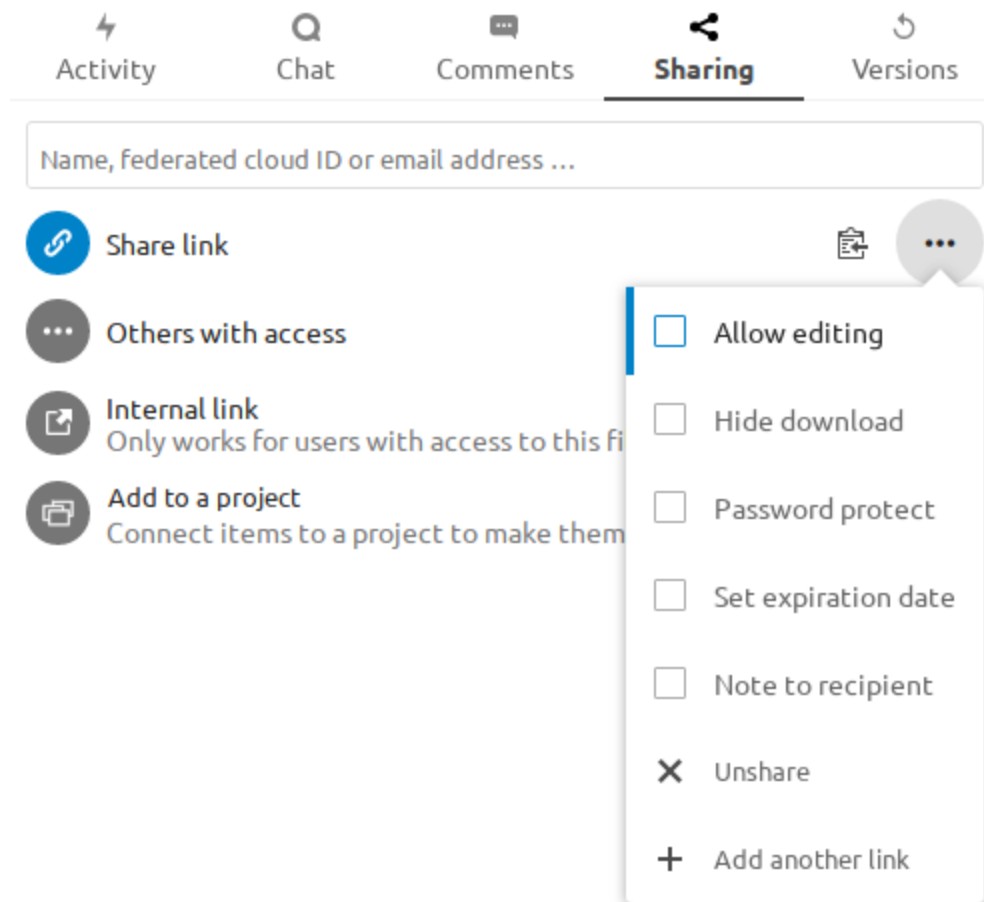 Activity
Chat
Comments
Sharing
Versions
Name, federated cloud ID or email address ...
Share link
Others with access
Internal link
Only works for users with access to this fi
Add to a project
Connect items to a project to make them
Allow editing
Hide download
Password protect
Set expiration date
Note to recipient
Unshare
Add another link